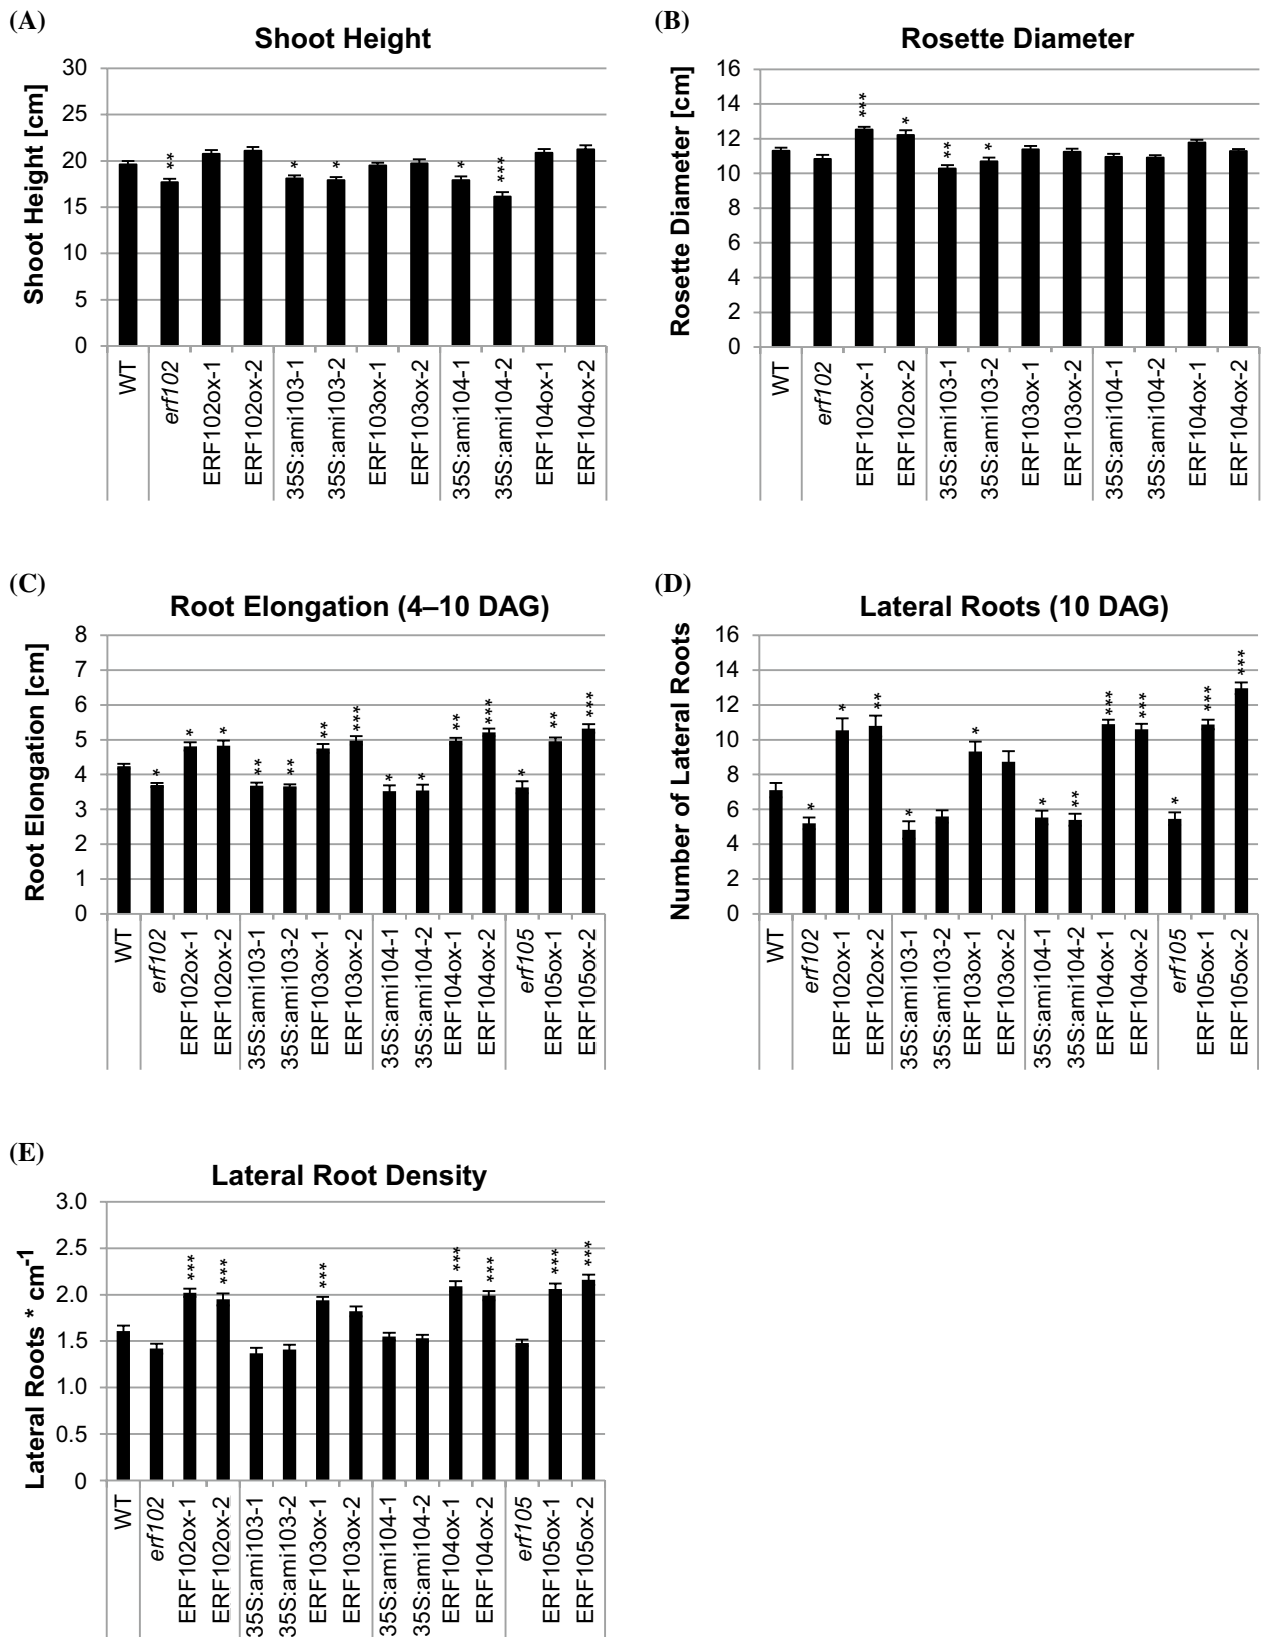 (A)
Shoot Height
Shoot Height [cm]
30
25
20
15
10
5
0
**
*
*
*
***
WT
erf102
ERF102ox-1
ERF102ox-2
35S:ami103-1
35S:ami103-2
ERF103ox-1
ERF103ox-2
35S:ami104-1
35S:ami104-2
ERF104ox-1
ERF104ox-2
(B)
Rosette Diameter
Rosette Diameter [cm]
16
14
12
10
8
6
4
2
0
***
*
**
*
WT
erf102
ERF102ox-1
ERF102ox-2
35S:ami103-1
35S:ami103-2
ERF103ox-1
ERF103ox-2
35S:ami104-1
35S:ami104-2
ERF104ox-1
ERF104ox-2
(C)
Root Elongation (4–10 DAG)
Root Elongation [cm]
8
7
6
5
4
3
2
1
0
*
*
*
**
**
**
***
*
*
**
***
*
**
***
WT
erf102
ERF102ox-1
ERF102ox-2
35S:ami103-1
35S:ami103-2
ERF103ox-1
ERF103ox-2
35S:ami104-1
35S:ami104-2
ERF104ox-1
ERF104ox-2
erf105
ERF105ox-1
ERF105ox-2
(D)
Lateral Roots (10 DAG)
Number of Lateral Roots
16
14
12
10
8
6
4
2
0
*
*
**
*
*
*
**
***
***
*
***
***
WT
erf102
ERF102ox-1
ERF102ox-2
35S:ami103-1
35S:ami103-2
ERF103ox-1
ERF103ox-2
35S:ami104-1
35S:ami104-2
ERF104ox-1
ERF104ox-2
erf105
ERF105ox-1
ERF105ox-2
(E)
Lateral Root Density
Lateral Roots * cm-1
3.0
2.5
2.0
1.5
1.0
0.5
0
***
***
***
***
***
***
***
WT
erf102
ERF102ox-1
ERF102ox-2
35S:ami103-1
35S:ami103-2
ERF103ox-1
ERF103ox-2
35S:ami104-1
35S:ami104-2
ERF104ox-1
ERF104ox-2
erf105
ERF105ox-1
ERF105ox-2